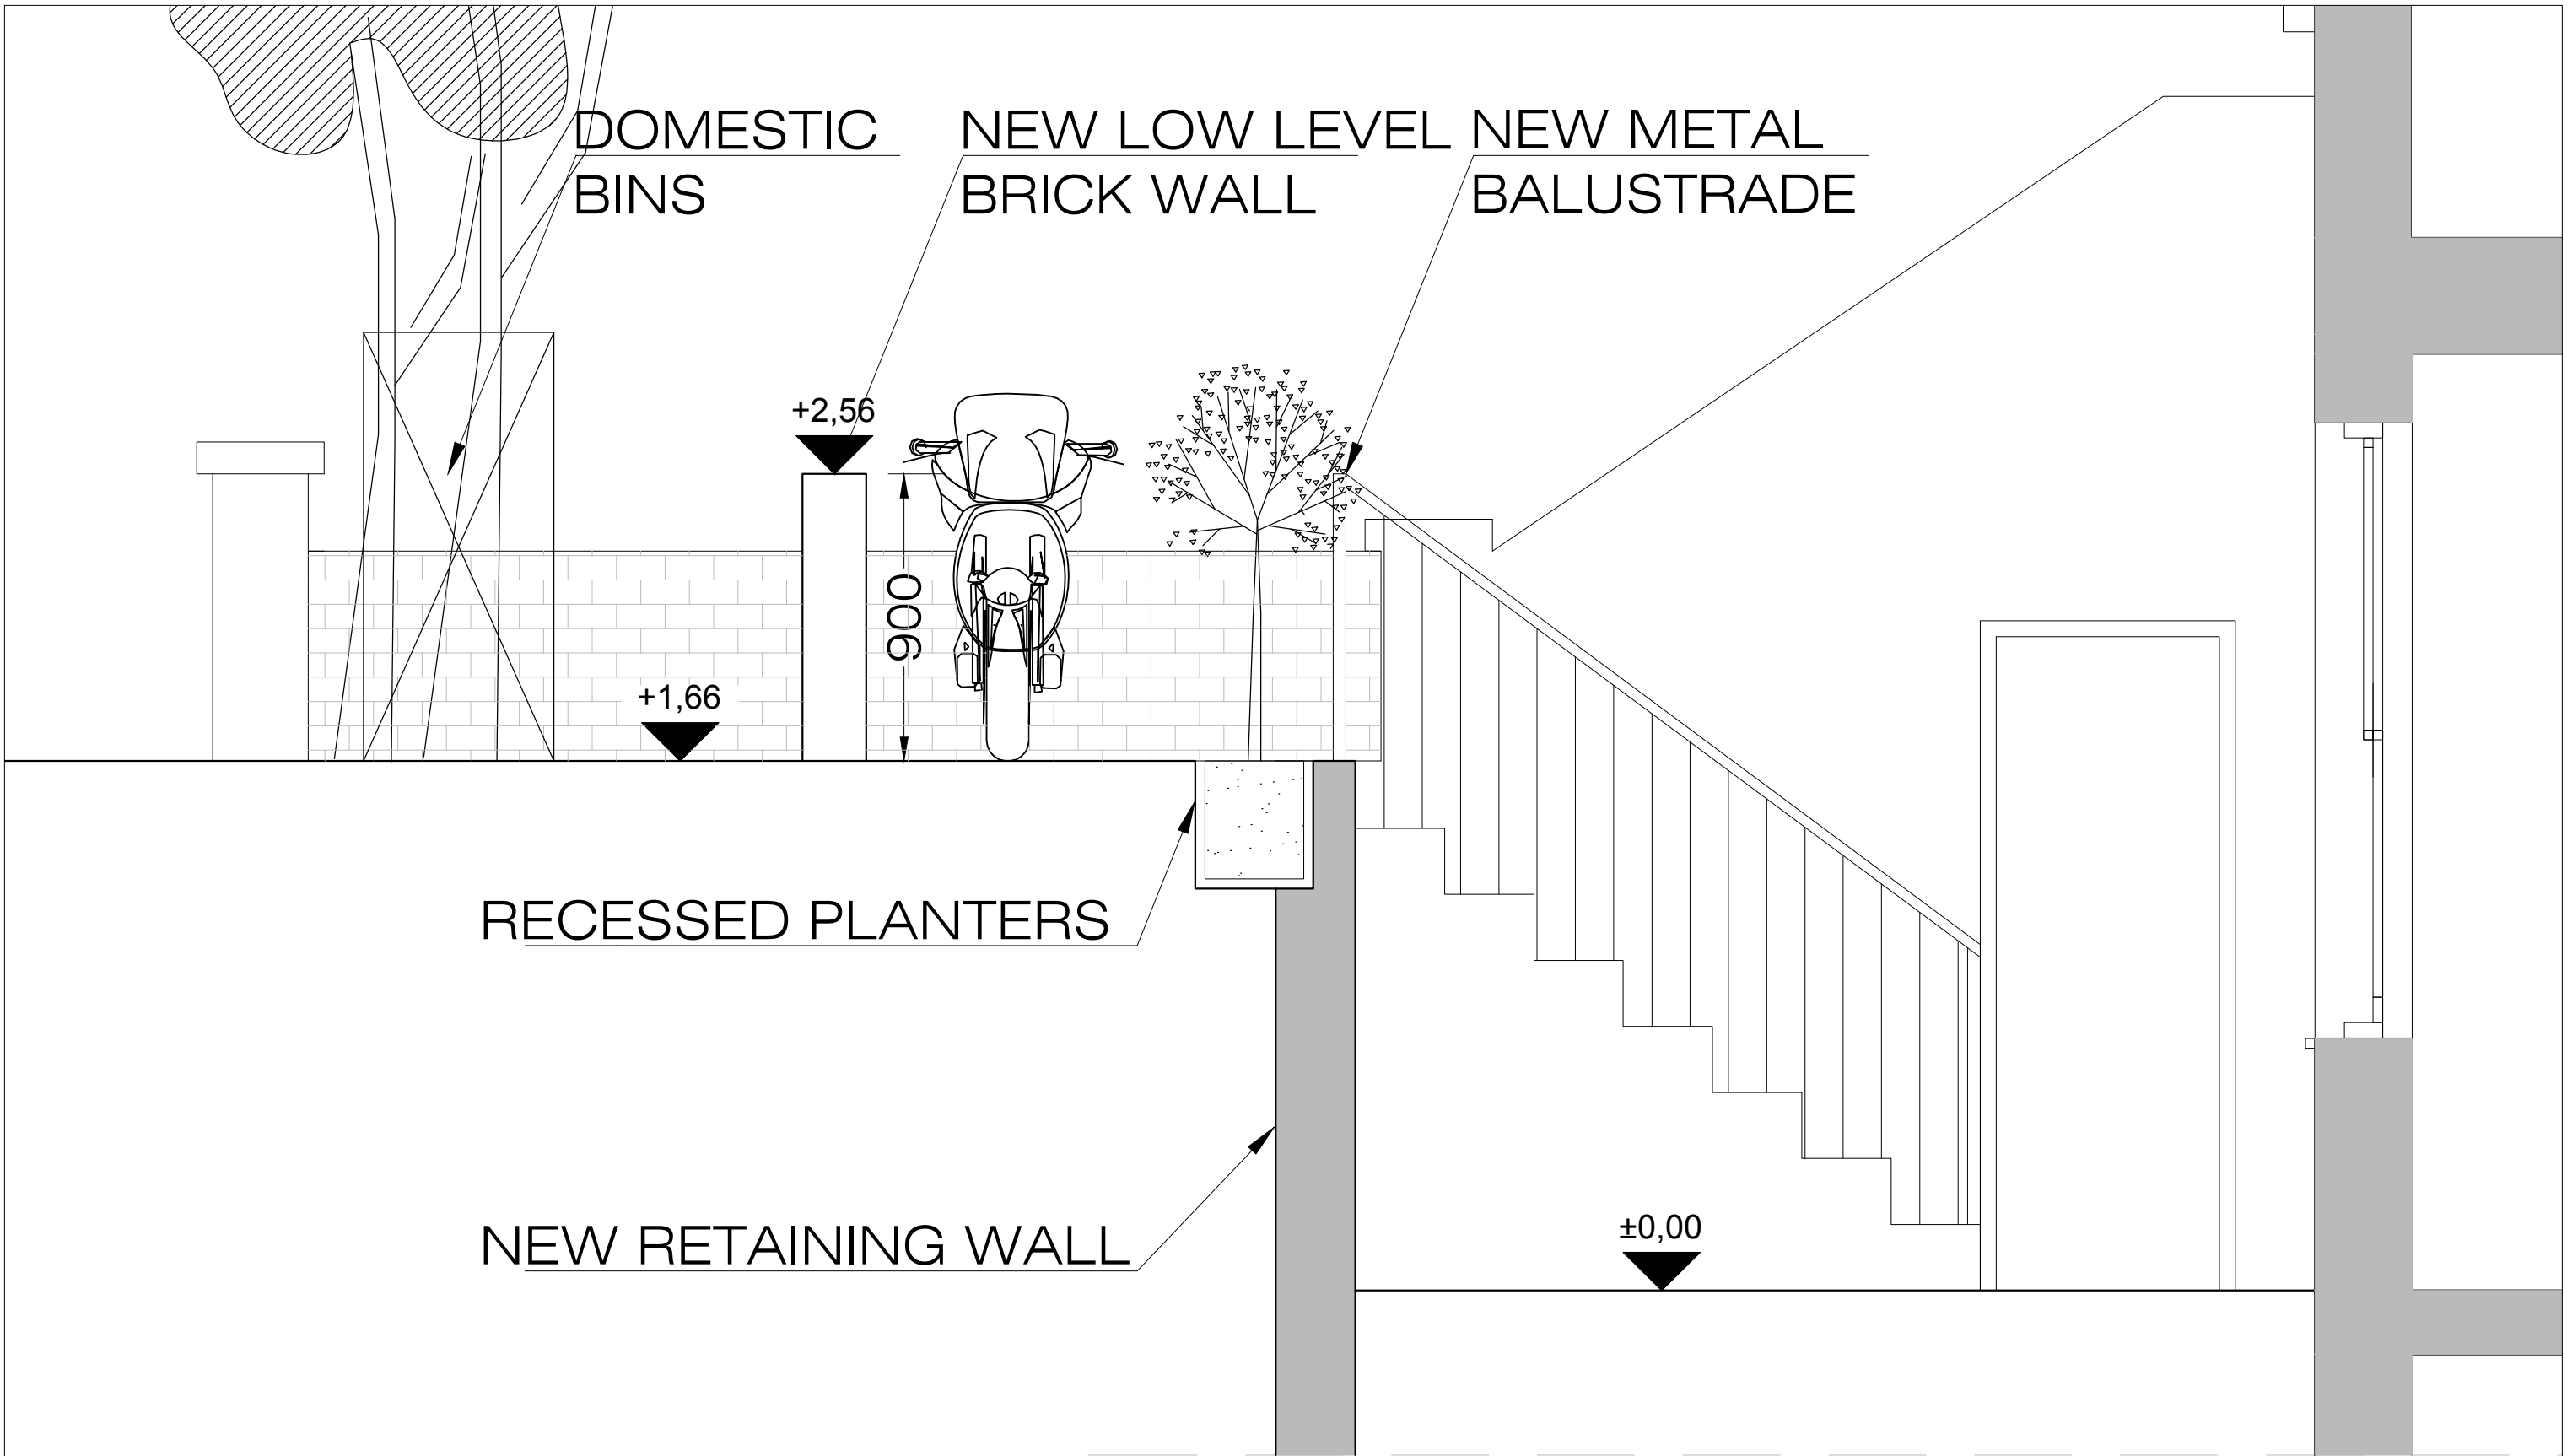 DOMESTIC
BINS
NEW LOW LEVEL
BRICK WALL
NEW METAL
BALUSTRADE
+2,56
900
+1,66
RECESSED PLANTERS
NEW RETAINING WALL
±0,00